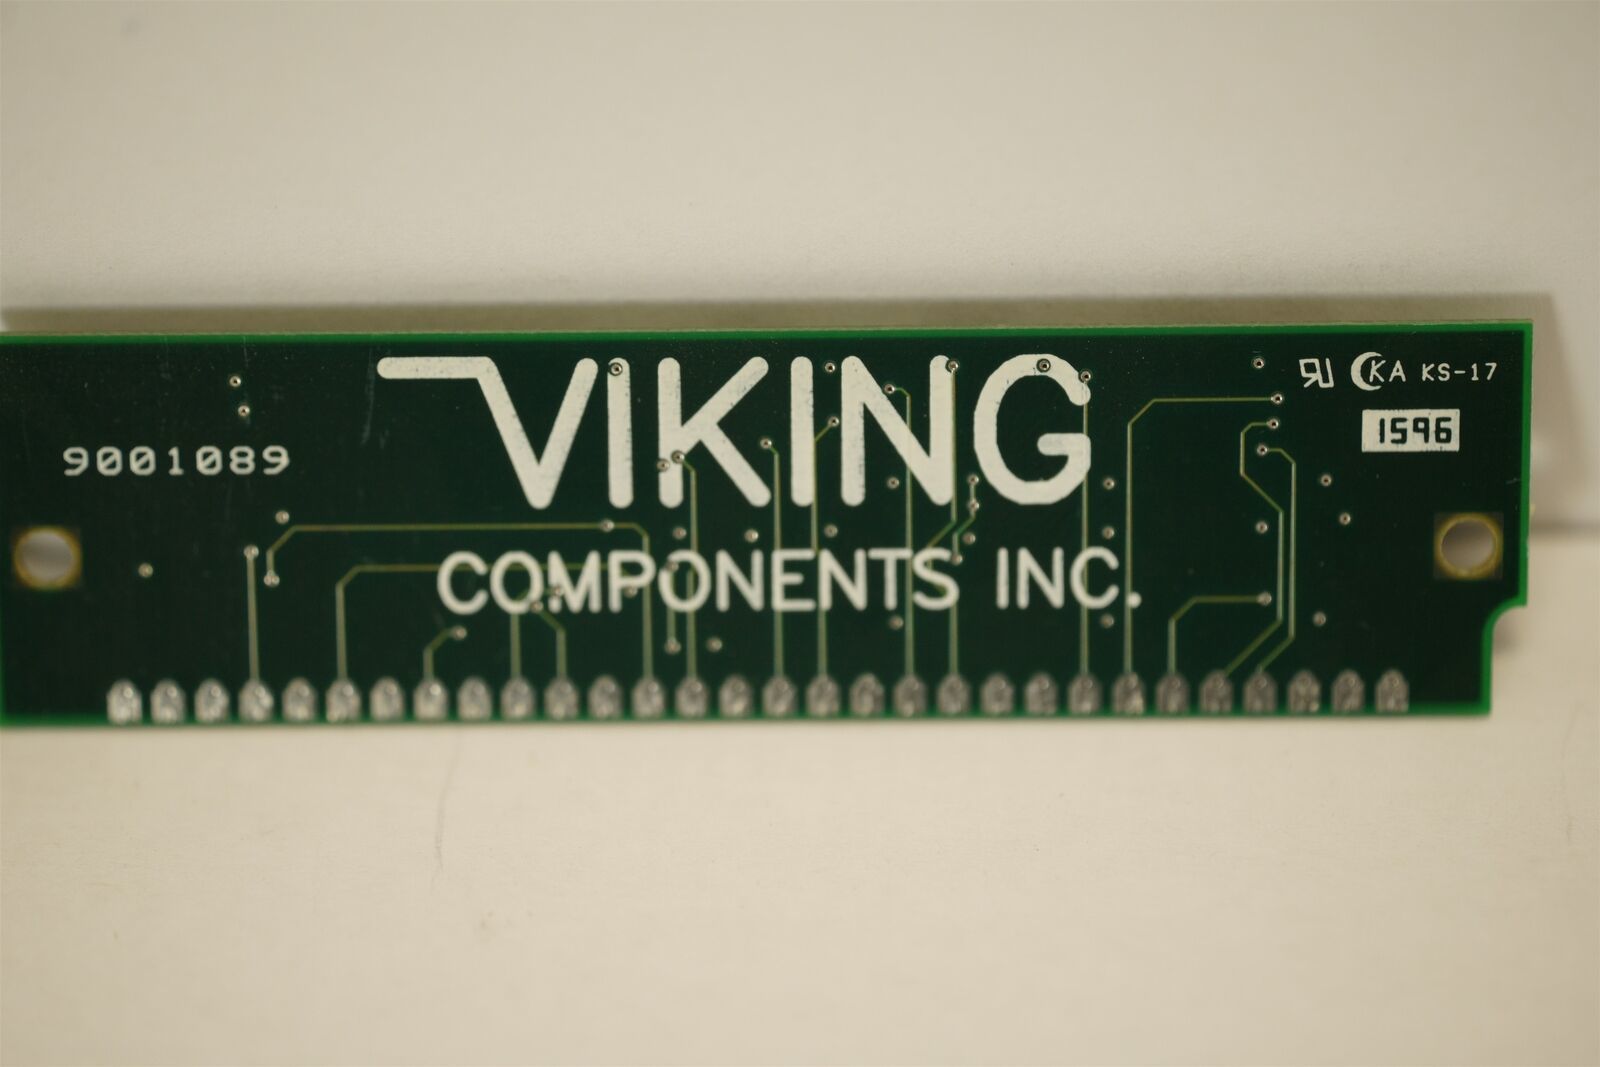 VIKING
COMPONENTS INC.
9001089
KA KS-17
1596